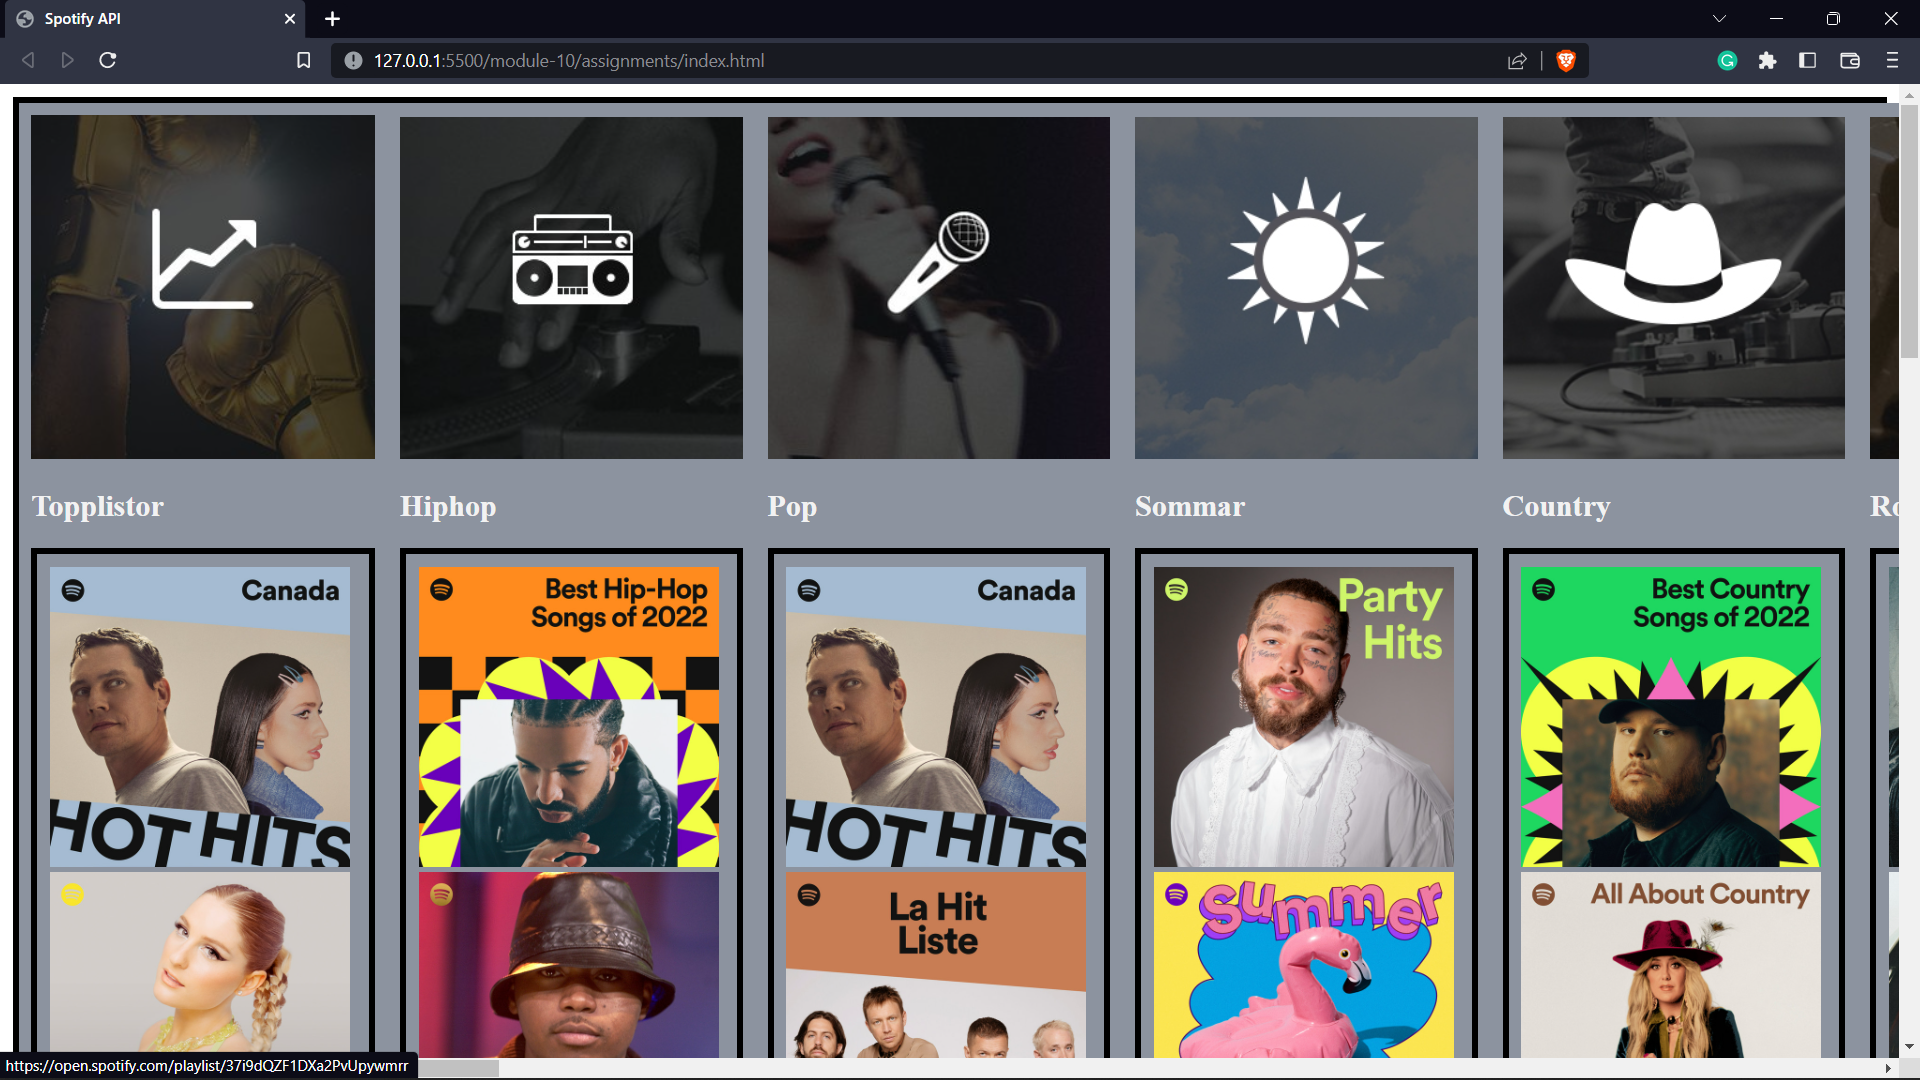 Spotify API
127.0.0.1:5500/module-10/assignments/index.html
Topplistor
Hiphop
Pop
Sommar
Country
Canada
HOT HITS
Best Hip-Hop
Songs of 2022
Canada
HOT HITS
La Hit
Liste
Party
Hits
Summer
Best Country
Songs of 2022
All About Country
https://open.spotify.com/playlist/37i9dQZF1DXa2PvUpywmrr